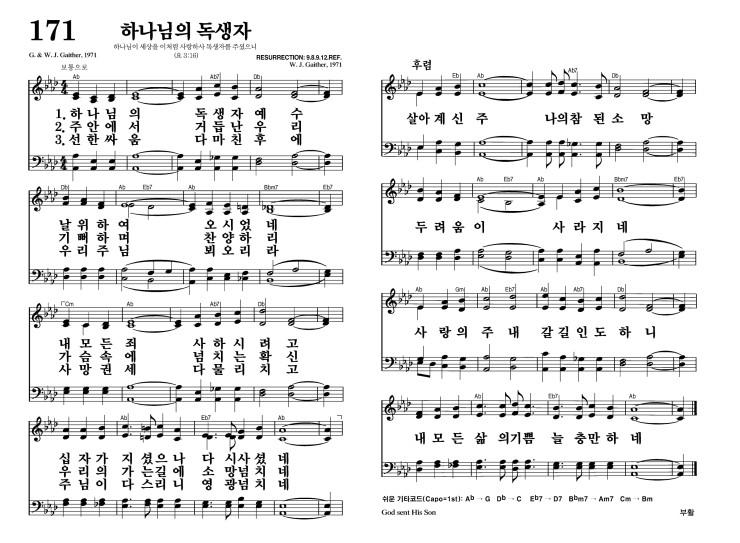 171 하나님의 독생자
하나님이 세상을 이처럼 사랑하사 독생자를 주셨으니
G. & W. J. Gaither, 1971
(요 3:16)
RESURRECTION: 9.8.9.12.REF.
W. J. Gaither, 1971
보통으로
Ab Ab7 Db
1. 하 나 님 의 독 생 자 예 수
2. 주 안 에 서 거 듭 난 우 리
3. 선 한 싸 움 다 마 친 후 에
Db Ab Eb7 Ab Bbm7 Eb7
날 위 하 여 오 시 었 네
기 뻐 하 며 찬 양 하 리
우 리 주 님 뵈 오 리 라
Cm Ab Ab7 Db
내 모 든 죄 사 하 시 려 고
가 슴 속 에 넘 치 는 확 신
사 망 권 세 다 물 리 치 고
Ab Eb7 Ab
십 자 가 지 셨 으 나 다 시 사 셨 네
우 리 의 가 는 길 에 소 망 넘 치 네
주 님 이 다 스 리 니 영 광 넘 치 네
후렴
Eb Ab Ab7 Db
살아 계 신 주 나의 참 된 소 망
Ab Eb7 Ab Bbm7 Eb7
두 려 움 이 사 라 지 네
Ab Gm Ab Eb7 Ab Ab7 Db
사 랑 의 주 내 갈 길 인 도 하 니
Ab Eb7 Ab
내 모 든 삶 의 기쁨 늘 충 만 하 네
쉬운 기타코드(Capo=1st): Ab → G Db → C Eb7 → D7 Bbm7 → Am7 Cm → Bm
God sent His Son
부활